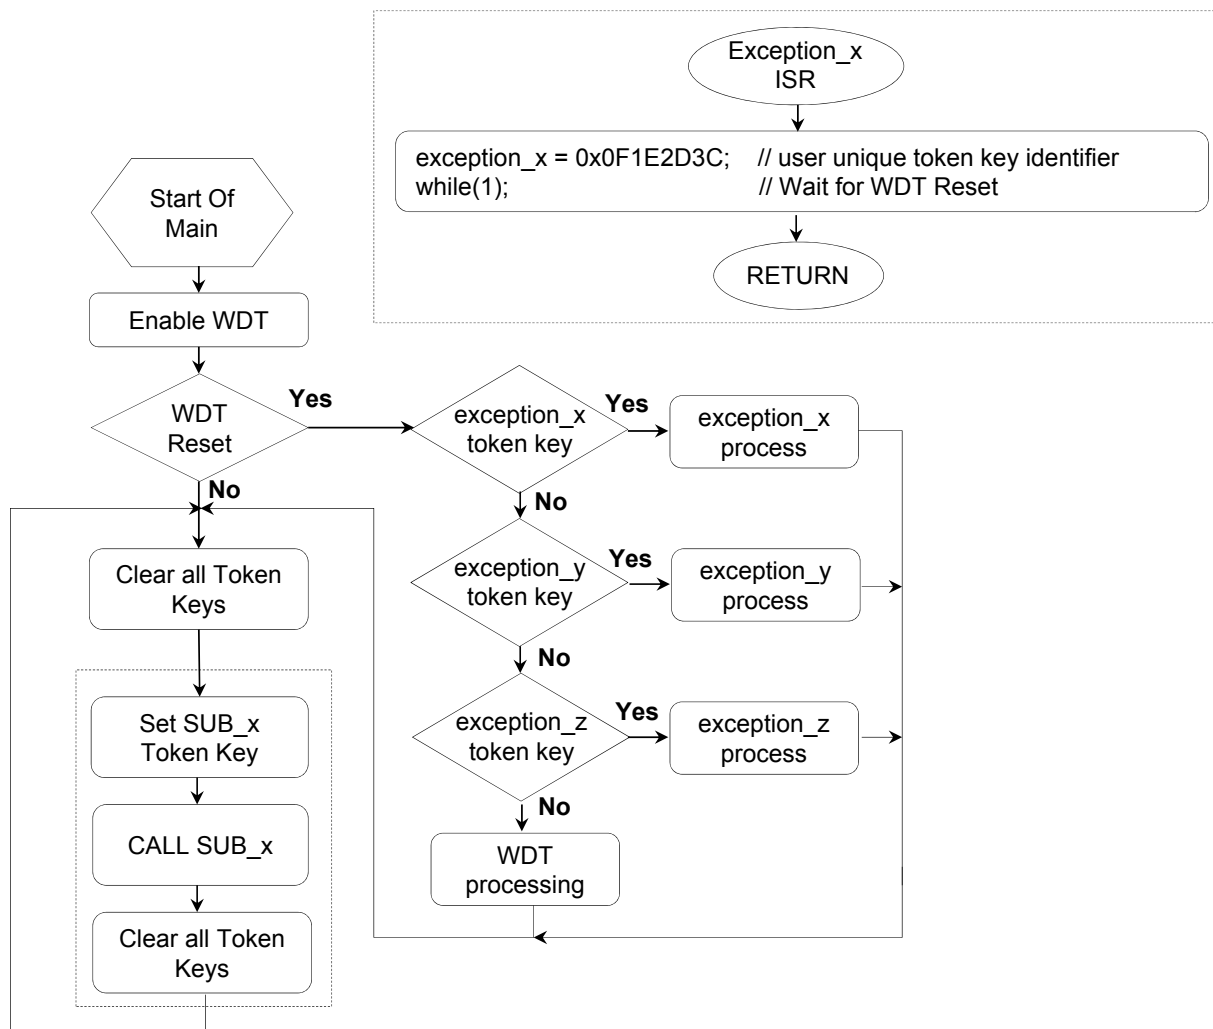 Exception_x
ISR
exception_x = 0x0F1E2D3C; // user unique token key identifier
while(1); // Wait for WDT Reset
RETURN
Start Of
Main
Enable WDT
WDT
Reset
Yes
No
exception_x
token key
Yes
exception_x
process
No
Clear all Token
Keys
exception_y
token key
Yes
exception_y
process
No
Set SUB_x
Token Key
exception_z
token key
Yes
exception_z
process
No
CALL SUB_x
WDT
processing
Clear all Token
Keys